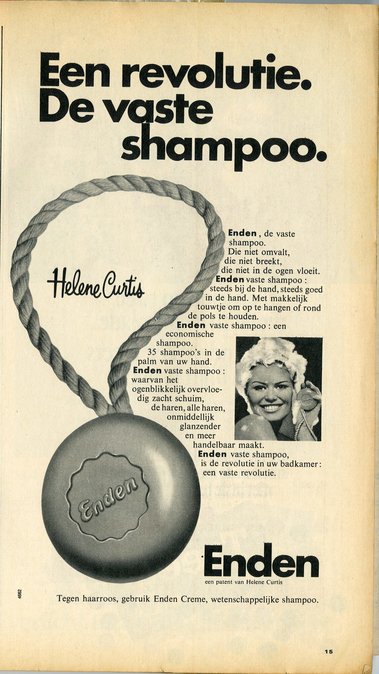 Een revolutie.
De vaste
shampoo.
Helene Curtis
Enden, de vaste
shampoo.
Die niet omvalt,
die niet breekt,
die niet in de ogen vloeit.
Enden vaste shampoo :
steeds bij de hand, steeds goed
in de hand. Met makkelijk
touwtje om op te hangen of rond
de pols te houden.
Enden vaste shampoo : een
economische
shampoo.
35 shampoo's in de
palm van uw hand.
Enden vaste shampoo :
waarvan het
ogenblikkelijk overvloe-
dig zacht schuim,
de haren, alle haren,
onmiddellijk
glanzender
en meer
handelbaar maakt.
Enden vaste shampoo,
is de revolutie in uw badkamer :
een vaste revolutie.
Enden
Enden
een patent van Helene Curtis
Tegen haarroos, gebruik Enden Creme, wetenschappelijke shampoo.
15